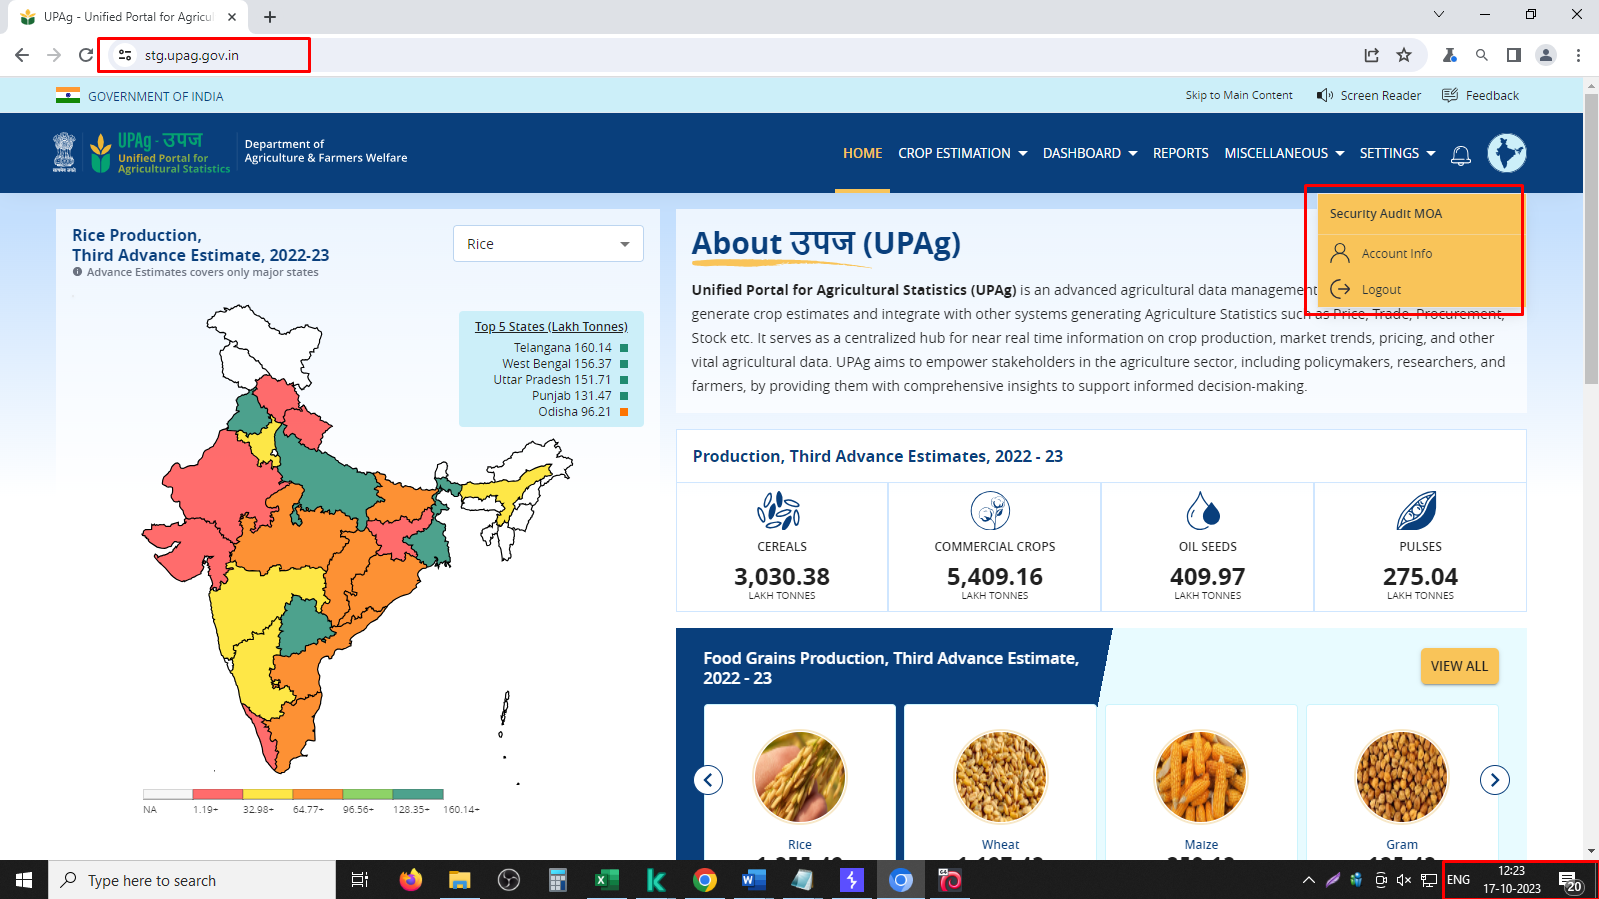 UPAg - Unified Portal for Agricul
stg.upag.gov.in
GOVERNMENT OF INDIA
Skip to Main Content
Screen Reader
Feedback
UPAg - उपज
Unified Portal for
Agricultural Statistics
Department of
Agriculture & Farmers Welfare
HOME
CROP ESTIMATION
DASHBOARD
REPORTS
MISCELLANEOUS
SETTINGS
Security Audit MOA
Account Info
Logout
Rice Production,
Third Advance Estimate, 2022-23
Advance Estimates covers only major states
Rice
Top 5 States (Lakh Tonnes)
Telangana 160.14
West Bengal 156.37
Uttar Pradesh 151.71
Punjab 131.47
Odisha 96.21
NA
1.19+
32.98+
64.77+
96.56+
128.35+
160.14+
About उपज (UPAg)
Unified Portal for Agricultural Statistics (UPAg) is an advanced agricultural data management
generate crop estimates and integrate with other systems generating Agriculture Statistics such as Price, Trade, Procurement,
Stock etc. It serves as a centralized hub for near real time information on crop production, market trends, pricing, and other
vital agricultural data. UPAg aims to empower stakeholders in the agriculture sector, including policymakers, researchers, and
farmers, by providing them with comprehensive insights to support informed decision-making.
Production, Third Advance Estimates, 2022 - 23
CEREALS
3,030.38
LAKH TONNES
COMMERCIAL CROPS
5,409.16
LAKH TONNES
OIL SEEDS
409.97
LAKH TONNES
PULSES
275.04
LAKH TONNES
Food Grains Production, Third Advance Estimate,
2022 - 23
VIEW ALL
Rice
Wheat
Maize
Gram
Type here to search
ENG
12:23
17-10-2023
20